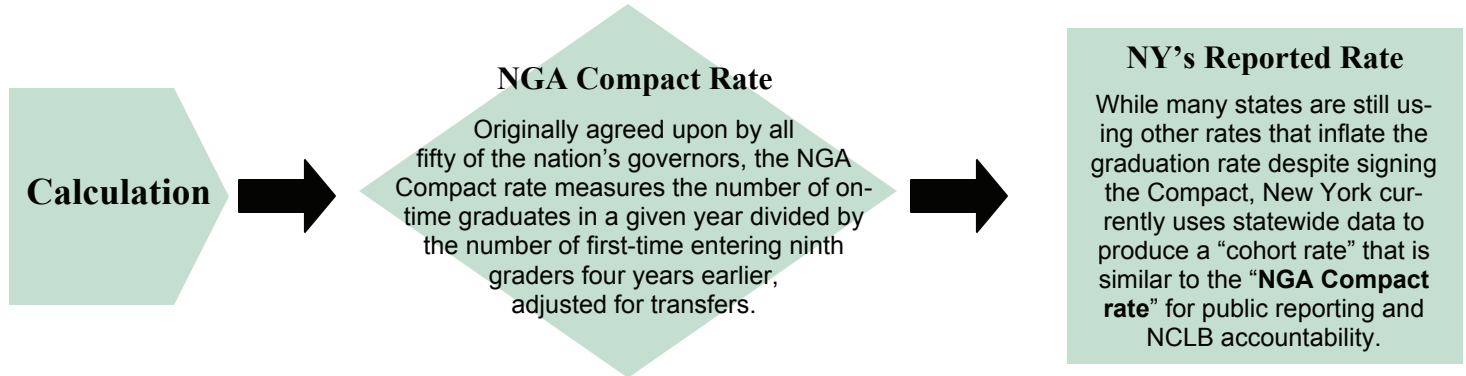 Calculation
NGA Compact Rate
Originally agreed upon by all
fifty of the nation’s governors, the NGA
Compact rate measures the number of on-
time graduates in a given year divided by
the number of first-time entering ninth
graders four years earlier,
adjusted for transfers.
NY’s Reported Rate
While many states are still us-
ing other rates that inflate the
graduation rate despite signing
the Compact, New York cur-
rently uses statewide data to
produce a “cohort rate” that is
similar to the “NGA Compact
rate” for public reporting and
NCLB accountability.